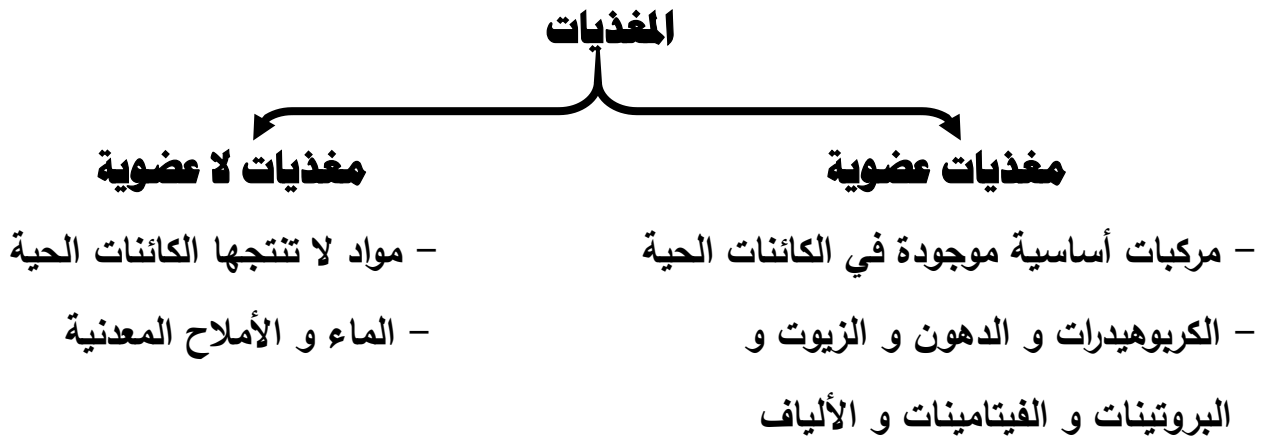 المغذيات
مغذيات عضوية
– مركبات أساسية موجودة في الكائنات الحية
– الكربوهيدرات و الدهون و الزيوت و
البروتينات و الفيتامينات و الألياف
مغذيات لا عضوية
– مواد لا تنتجها الكائنات الحية
– الماء و الأملاح المعدنية